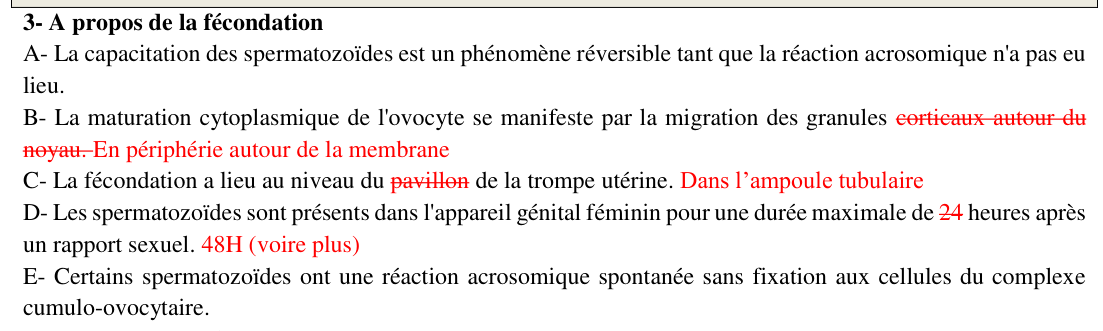 3- A propos de la fécondation
A- La capacitation des spermatozoïdes est un phénomène réversible tant que la réaction acrosomique n'a pas eu
lieu.
B- La maturation cytoplasmique de l'ovocyte se manifeste par la migration des granules corticaux autour du
noyau. En périphérie autour de la membrane
C- La fécondation a lieu au niveau du pavillon de la trompe utérine. Dans l’ampoule tubulaire
D- Les spermatozoïdes sont présents dans l'appareil génital féminin pour une durée maximale de 24 heures après
un rapport sexuel. 48H (voire plus)
E- Certains spermatozoïdes ont une réaction acrosomique spontanée sans fixation aux cellules du complexe
cumulo-ovocytaire.